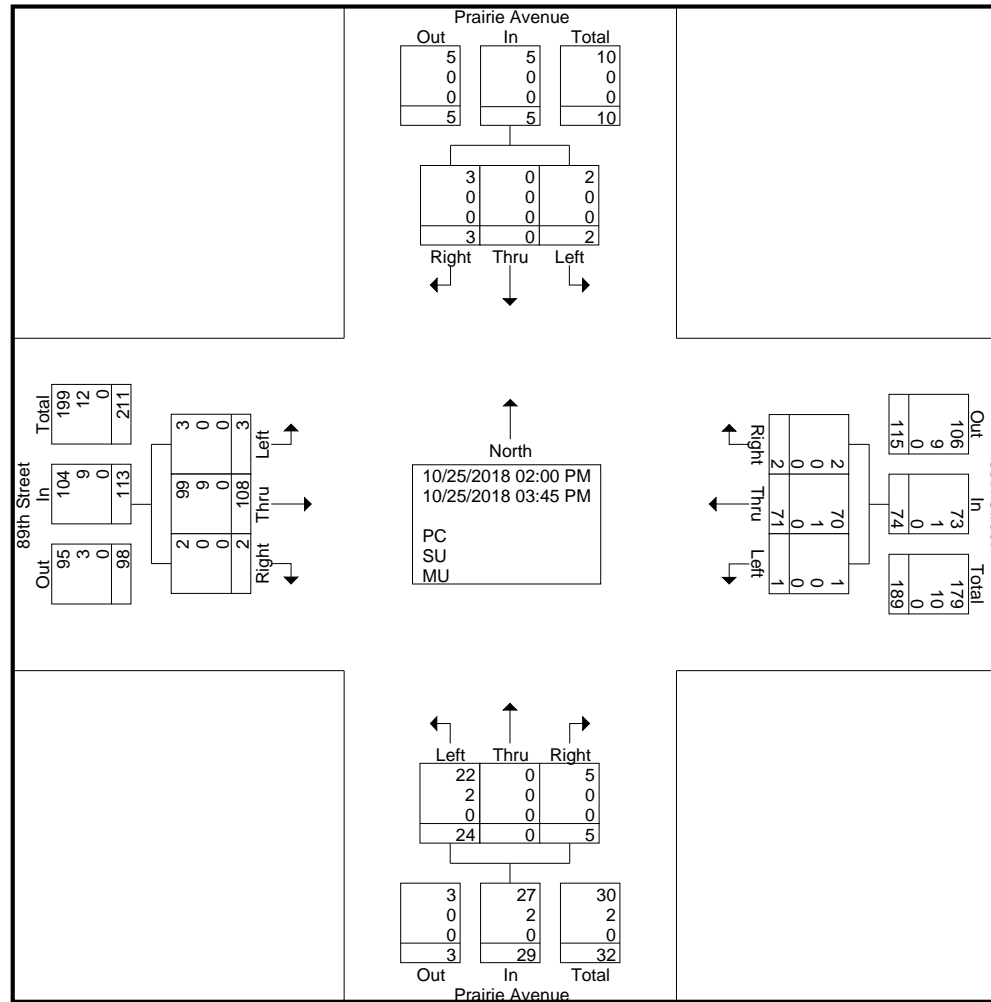 Prairie Avenue
Out In Total
5 5 10
0 0 0
0 0 0
5 5 10
3 0 2
0 0 0
0 0 0
3 0 2
Right Thru Left
89th Street
Total
199 12 0 211
In
104 9 0 113
Out
95 3 0 98
Left
3 0 0 3
Thru
99 9 0 108
Right
2 0 0 2
North
10/25/2018 02:00 PM
10/25/2018 03:45 PM
PC
SU
MU
Right
2 0 0 2
Thru
70 1 0 71
Left
1 0 0 1
Out
106 9 0 115
In
73 1 0 74
Total
179 10 0 189
Left Thru Right
22 0 5
2 0 0
0 0 0
24 0 5
3 27 30
0 2 2
0 0 0
3 29 32
Out In Total
Prairie Avenue